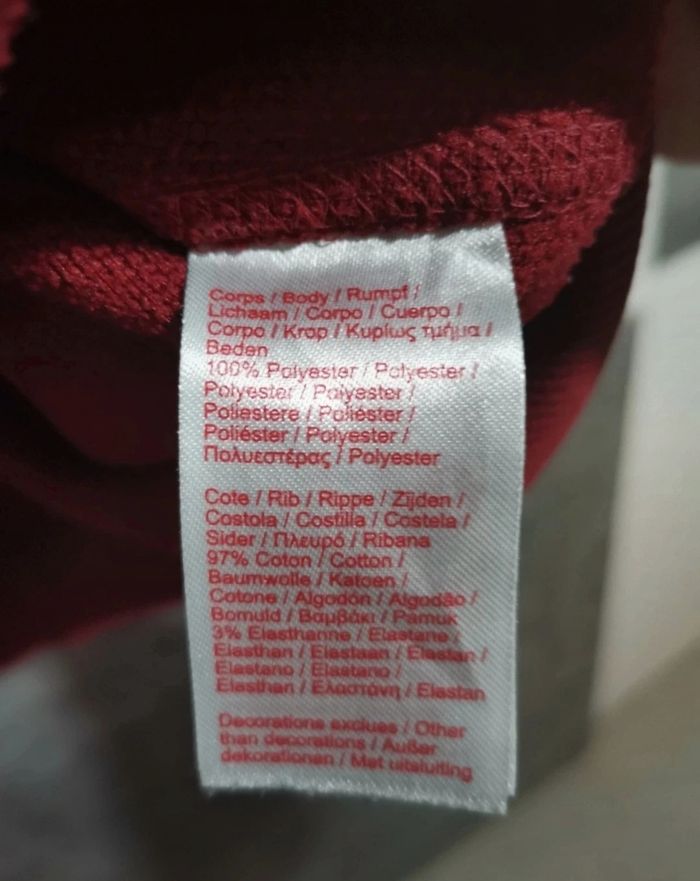 Corps / Body / Rumpf /
Lichaam / Corpo / Cuerpo /
Corpo / Krop / Κυρίως τμήμα /
Beden
100% Polyester / Polyester /
Polyester / Polyester /
Poliestere / Poliéster /
Poliéster / Polyester /
Πολυεστέρας / Polyester
Cote / Rib / Rippe / Zijden /
Costola / Costilla / Costela /
Sider / Πλευρό / Ribana
97% Coton / Cotton /
Baumwolle / Katoen /
Cotone / Algodón / Algodão /
Bomuld / Βαμβάκι / Pamuk
3% Elasthanne / Elastane /
Elasthan / Elastaan / Elastan /
Elastano / Elastano /
Elasthan / Ελαστάνη / Elastan
Decorations exclues / Other
than decorations / Außer
dekorationen / Met uitsluiting